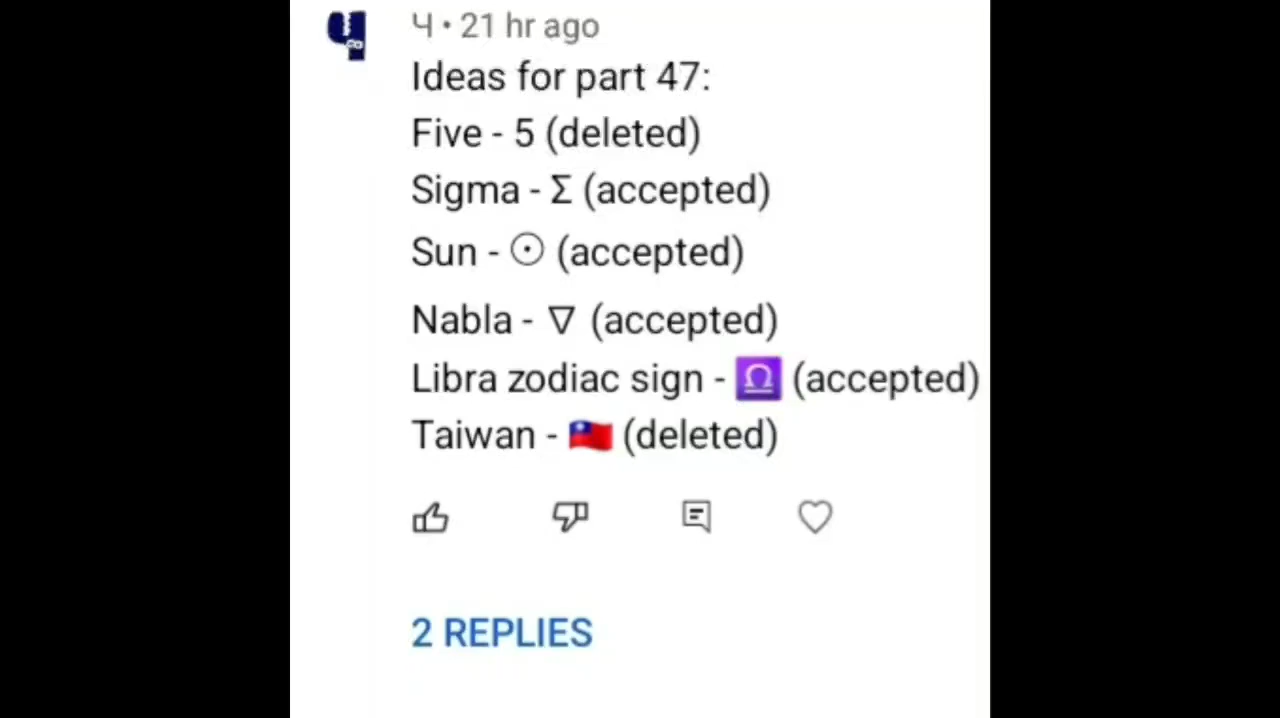 Ч • 21 hr ago
Ideas for part 47:
Five - 5 (deleted)
Sigma - Σ (accepted)
Sun - ☉ (accepted)
Nabla - ∇ (accepted)
Libra zodiac sign - ♎ (accepted)
Taiwan - 🇹🇼 (deleted)
2 REPLIES